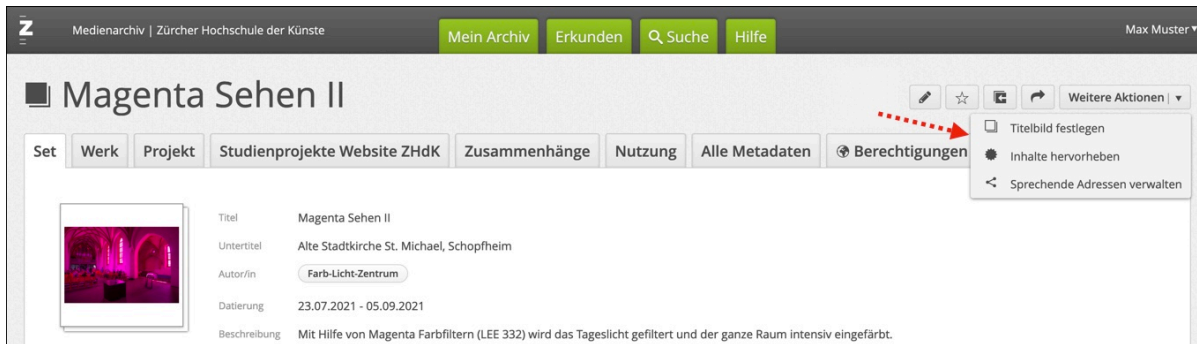 Z Medienarchiv | Zürcher Hochschule der Künste Mein Archiv Erkunden Suche Hilfe Max Muster ▾
Magenta Sehen II Weitere Aktionen | ▾
Titelbild festlegen
Inhalte hervorheben
Sprechende Adressen verwalten
Set Werk Projekt Studienprojekte Website ZHdK Zusammenhänge Nutzung Alle Metadaten Berechtigungen
Titel Magenta Sehen II
Untertitel Alte Stadtkirche St. Michael, Schopfheim
Autor/in Farb-Licht-Zentrum
Datierung 23.07.2021 - 05.09.2021
Beschreibung Mit Hilfe von Magenta Farbfiltern (LEE 332) wird das Tageslicht gefiltert und der ganze Raum intensiv eingefärbt.